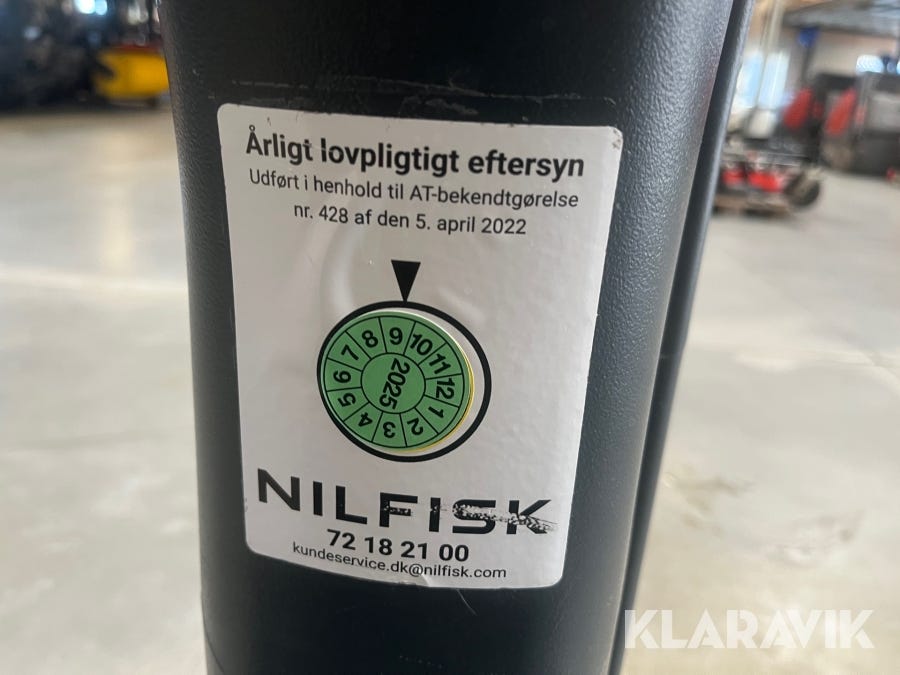 Årligt lovpligtigt eftersyn
Udført i henhold til AT-bekendtgørelse
nr. 428 af den 5. april 2022
1 2 3 4 5 6 7 8 9 10 11 12
2025
NILFISK
72 18 21 00
kundeservice.dk@nilfisk.com
KLARAVIK